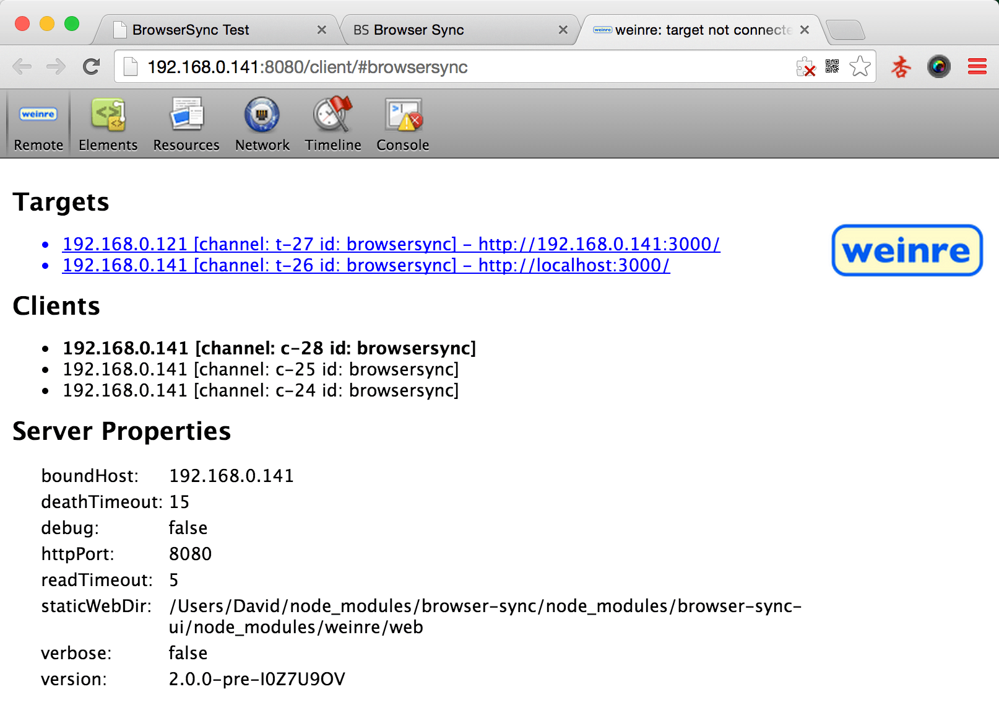 BrowserSync Test
BS Browser Sync
weinre weinre: target not connecte
192.168.0.141:8080/client/#browsersync
杏
weinre
Remote Elements Resources Network Timeline Console
Targets
• 192.168.0.121 [channel: t-27 id: browsersync] – http://192.168.0.141:3000/
• 192.168.0.141 [channel: t-26 id: browsersync] – http://localhost:3000/
weinre
Clients
• 192.168.0.141 [channel: c-28 id: browsersync]
• 192.168.0.141 [channel: c-25 id: browsersync]
• 192.168.0.141 [channel: c-24 id: browsersync]
Server Properties
boundHost: 192.168.0.141
deathTimeout: 15
debug: false
httpPort: 8080
readTimeout: 5
staticWebDir: /Users/David/node_modules/browser-sync/node_modules/browser-sync-
ui/node_modules/weinre/web
verbose: false
version: 2.0.0-pre-I0Z7U9OV